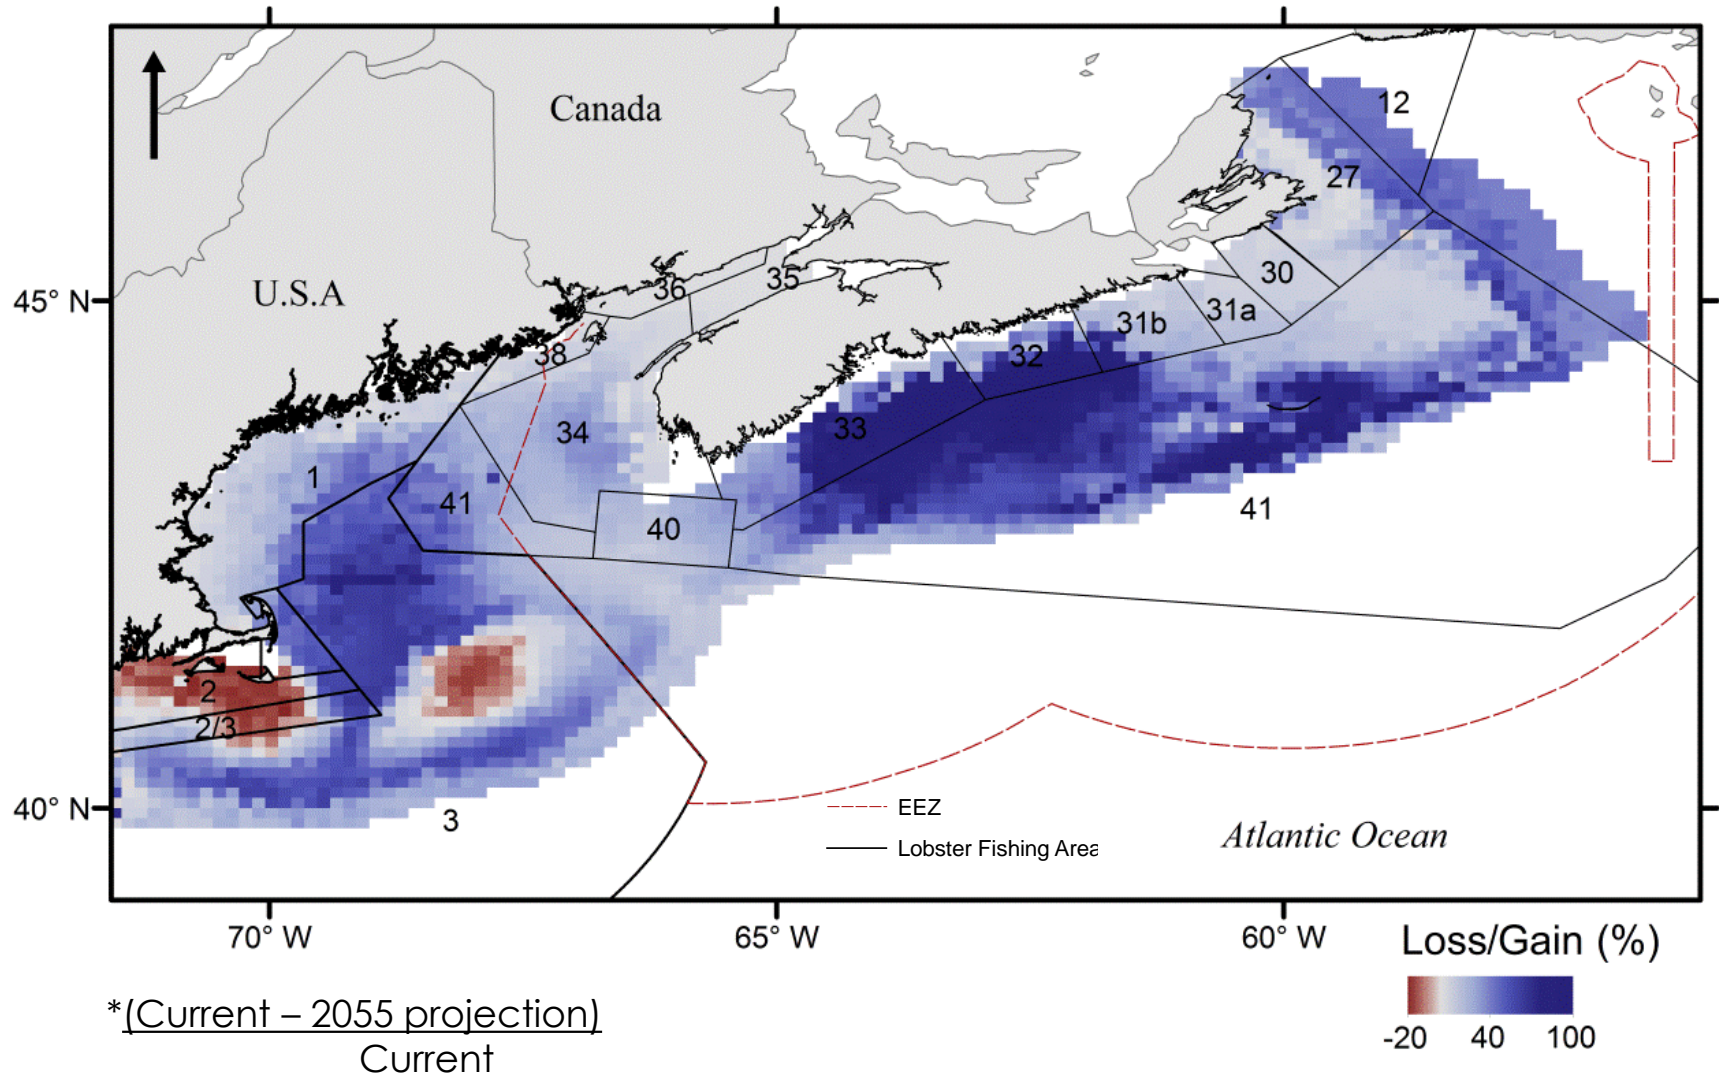 Canada
12
27
U.S.A
30
35
36
45° N
31a
31b
38
32
34
33
1
41
40
41
2
2/3
40° N
3
EEZ
Lobster Fishing Area
Atlantic Ocean
70° W
65° W
60° W
Loss/Gain (%)
-20 40 100
*(Current – 2055 projection)
Current